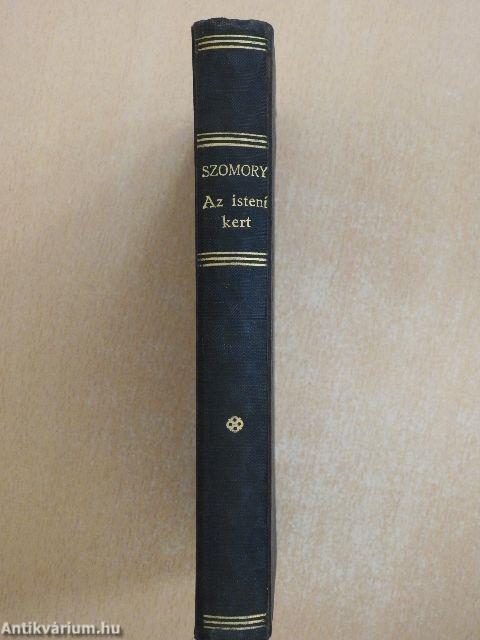 SZOMORY
Az isteni
kert
Antikvárium.hu